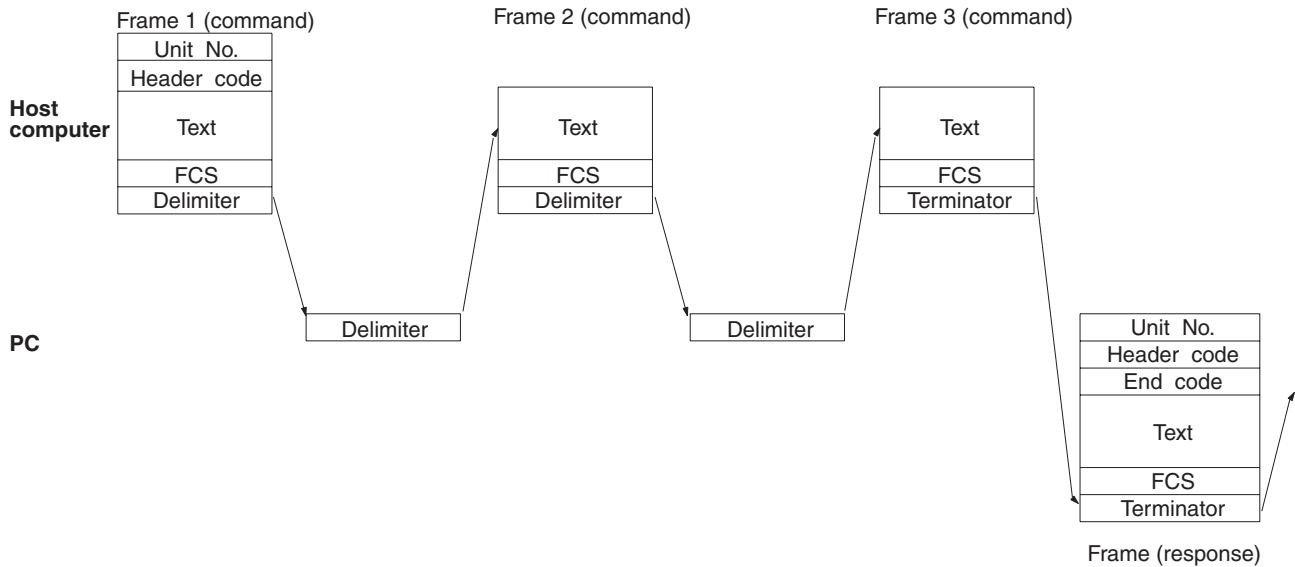 Frame 1 (command)
Frame 2 (command)
Frame 3 (command)
Host
computer
Unit No.
Header code
Text
FCS
Delimiter
Text
FCS
Delimiter
Text
FCS
Terminator
PC
Delimiter
Delimiter
Unit No.
Header code
End code
Text
FCS
Terminator
Frame (response)